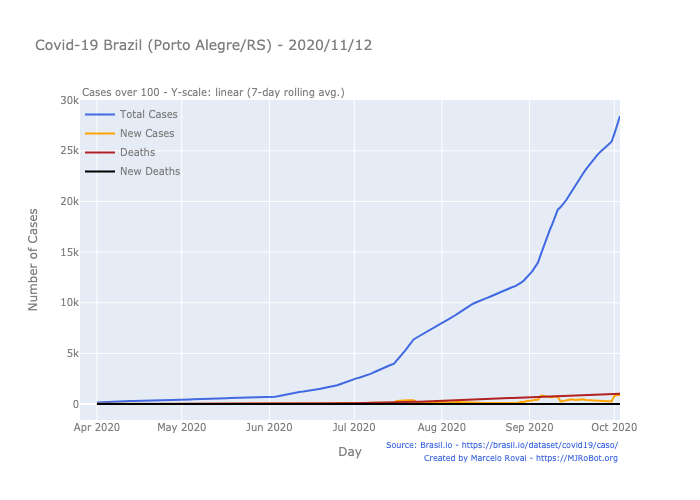 Covid-19 Brazil (Porto Alegre/RS) - 2020/11/12
Cases over 100 - Y-scale: linear (7-day rolling avg.)
30k
25k
20k
15k
10k
5k
0
Number of Cases
Total Cases
New Cases
Deaths
New Deaths
Apr 2020 May 2020 Jun 2020 Jul 2020 Aug 2020 Sep 2020 Oct 2020
Day
Source: Brasil.io - https://brasil.io/dataset/covid19/caso/
Created by Marcelo Rovai - https://MJRoBot.org